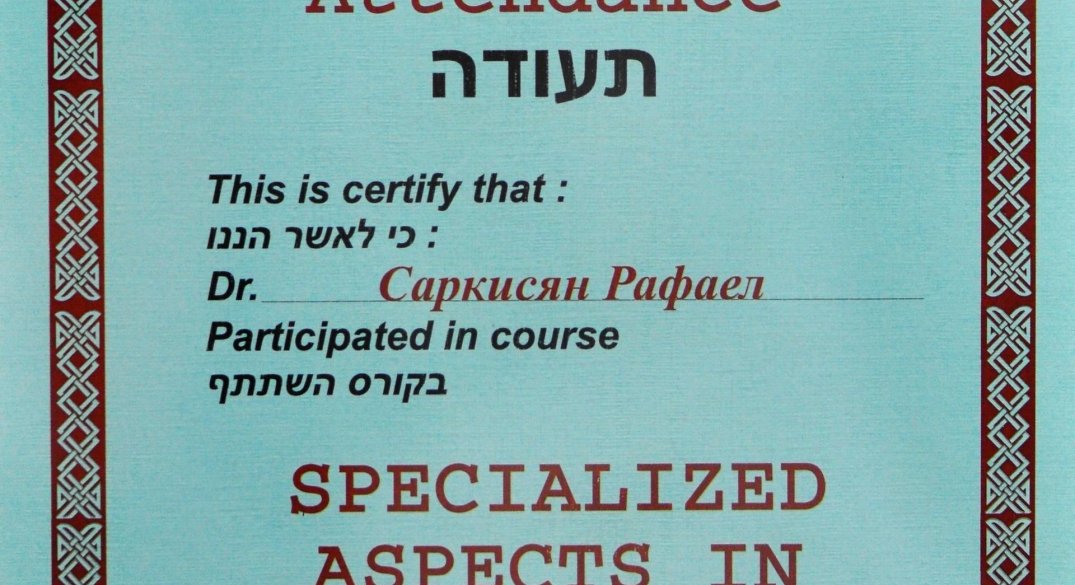 Attendance
תעודה
This is certify that :
: כי לאשר הננו
Dr. Саркисян Рафаел
Participated in course
בקורס השתתף
SPECIALIZED
ASPECTS IN